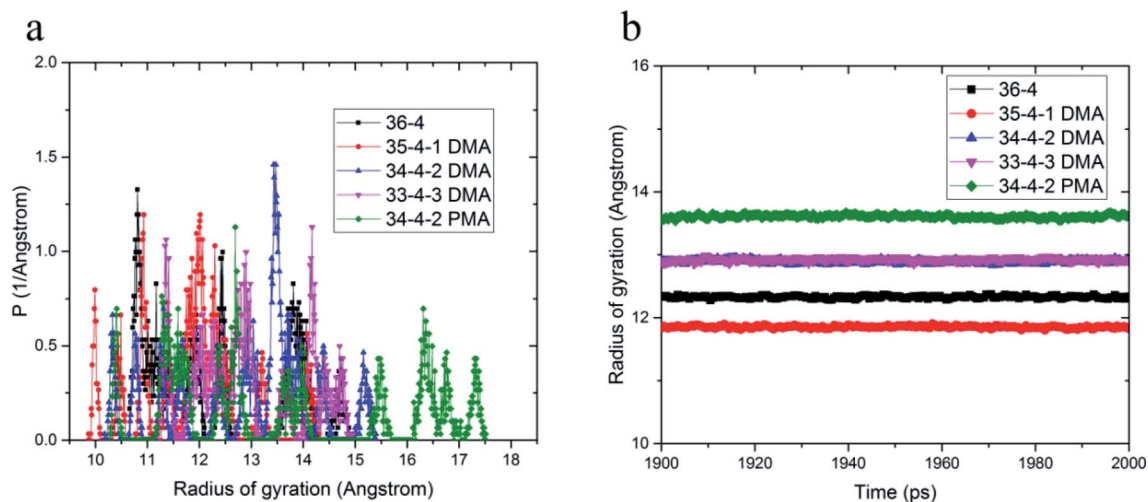 a
2.0
1.5
1.0
0.5
0.0
P (1/Angstrom)
36-4
35-4-1 DMA
34-4-2 DMA
33-4-3 DMA
34-4-2 PMA
10 11 12 13 14 15 16 17 18
Radius of gyration (Angstrom)
b
16
14
12
10
Radius of gyration (Angstrom)
36-4
35-4-1 DMA
34-4-2 DMA
33-4-3 DMA
34-4-2 PMA
1900 1920 1940 1960 1980 2000
Time (ps)